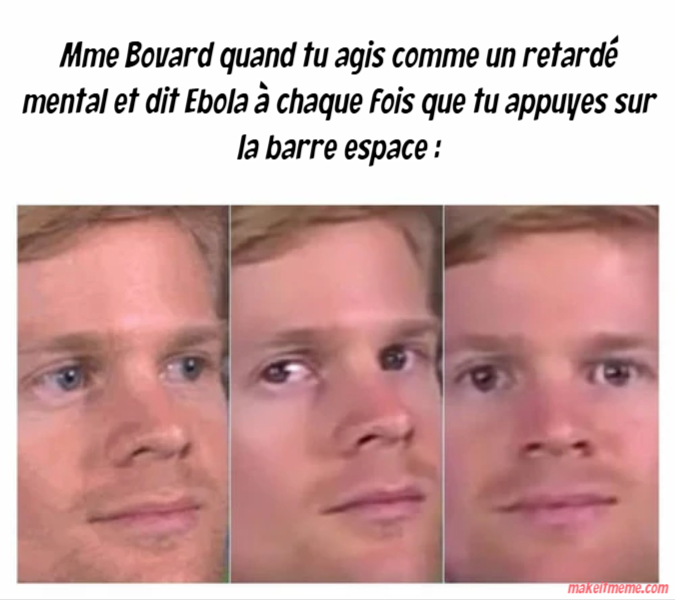 Mme Bovard quand tu agis comme un retardé
mental et dit Ebola à chaque fois que tu appuyes sur
la barre espace :
makeitmeme.com